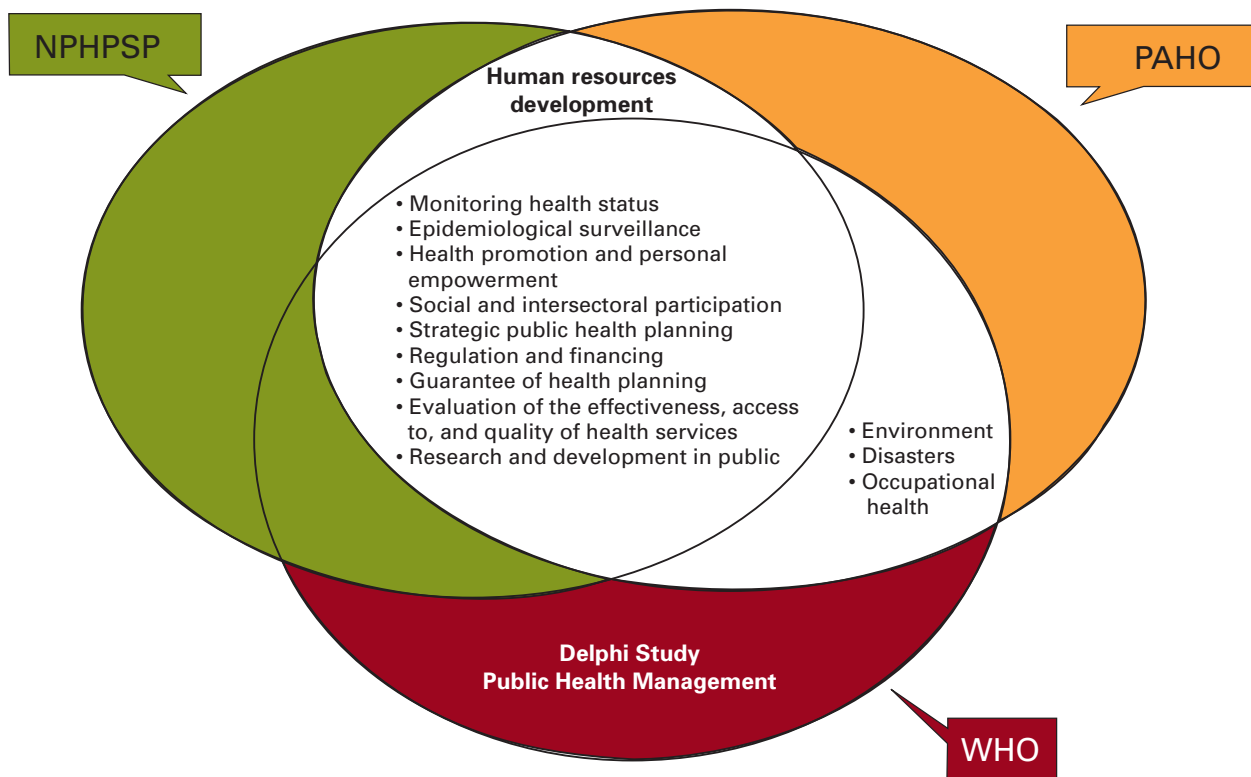 NPHPSP
PAHO
Human resources
development
• Monitoring health status
• Epidemiological surveillance
• Health promotion and personal
empowerment
• Social and intersectoral participation
• Strategic public health planning
• Regulation and financing
• Guarantee of health planning
• Evaluation of the effectiveness, access
to, and quality of health services
• Research and development in public
• Environment
• Disasters
• Occupational
health
Delphi Study
Public Health Management
WHO